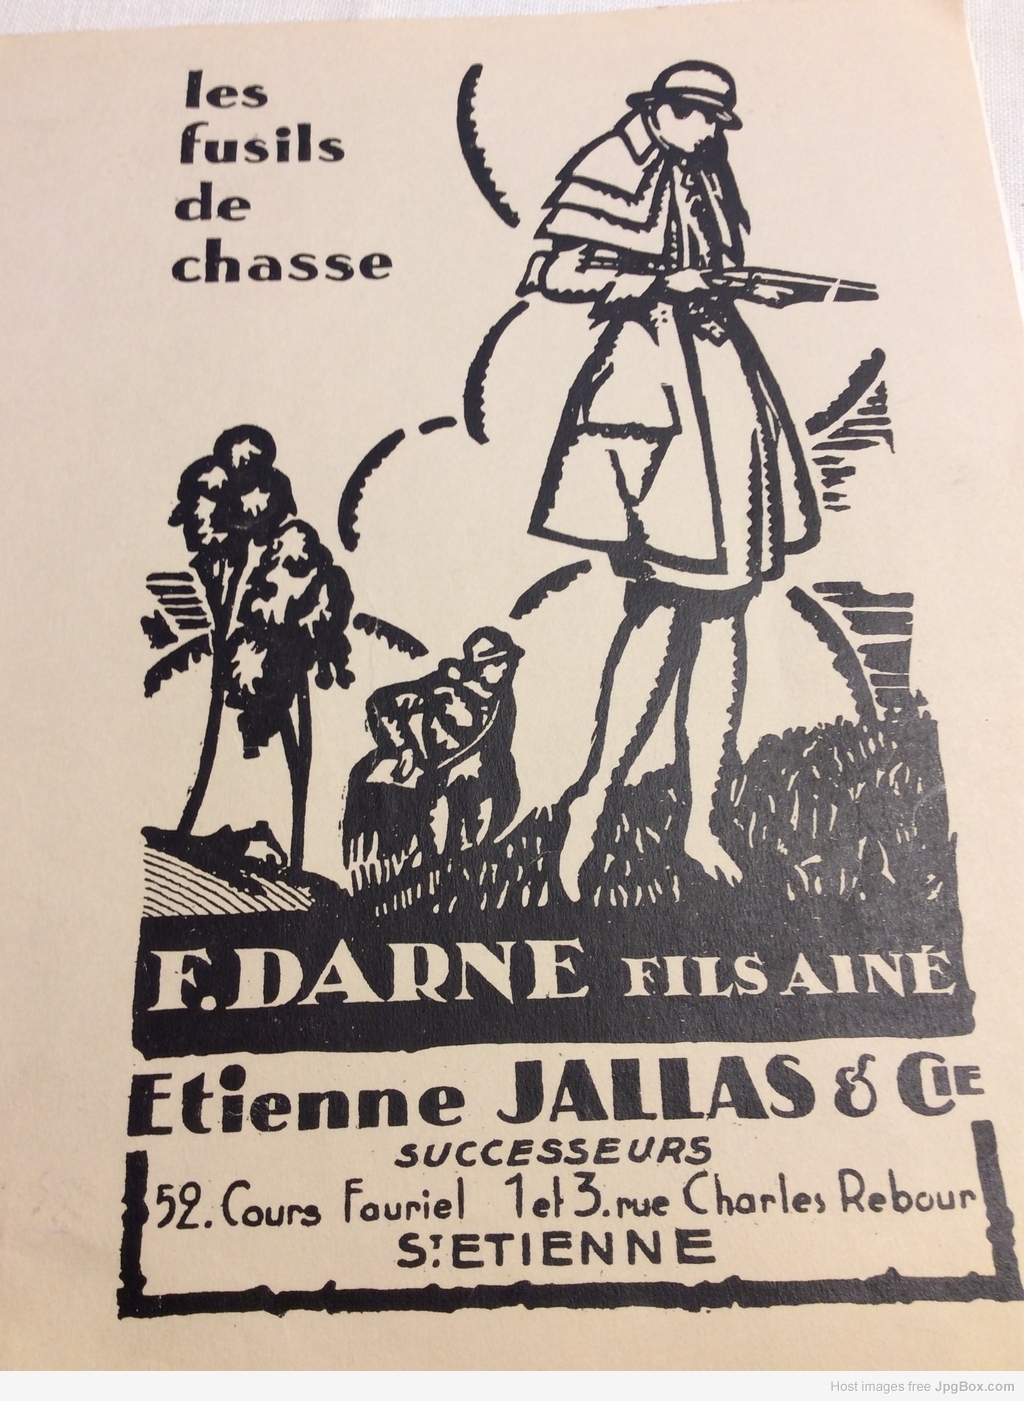 les
fusils
de
chasse
F. DARNE FILS AINÉ
Etienne JALLAS & CIE
SUCCESSEURS
52. Cours Fauriel 1 et 3. rue Charles Rebour
ST. ETIENNE
Host images free JpgBox.com